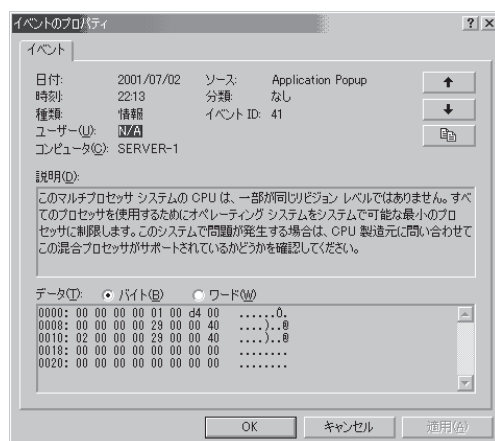 イベントのプロパティ
イベント
日付: 2001/07/02 ソース: Application Popup
時刻: 22:13 分類: なし
種類: 情報 イベント ID: 41
ユーザー(U): N/A
コンピュータ(C): SERVER-1
説明(D):
このマルチプロセッサ システムの CPU は、一部が同じリビジョン レベルではありません。すべ
てのプロセッサを使用するためにオペレーティング システムをシステムで可能な最小のプロ
セッサに制限します。このシステムで問題が発生する場合は、CPU 製造元に問い合わせて
この混合プロセッサがサポートされているかどうかを確認してください。
データ(T): バイト(B) ワード(W)
0000: 00 00 00 00 01 00 d4 00 ......Ô.
0008: 00 00 00 00 29 00 00 40 ....)..@
0010: 02 00 00 00 29 00 00 40 ....)..@
0018: 00 00 00 00 00 00 00 00 ........
0020: 00 00 00 00 00 00 00 00 ........
OK キャンセル 適用(A)